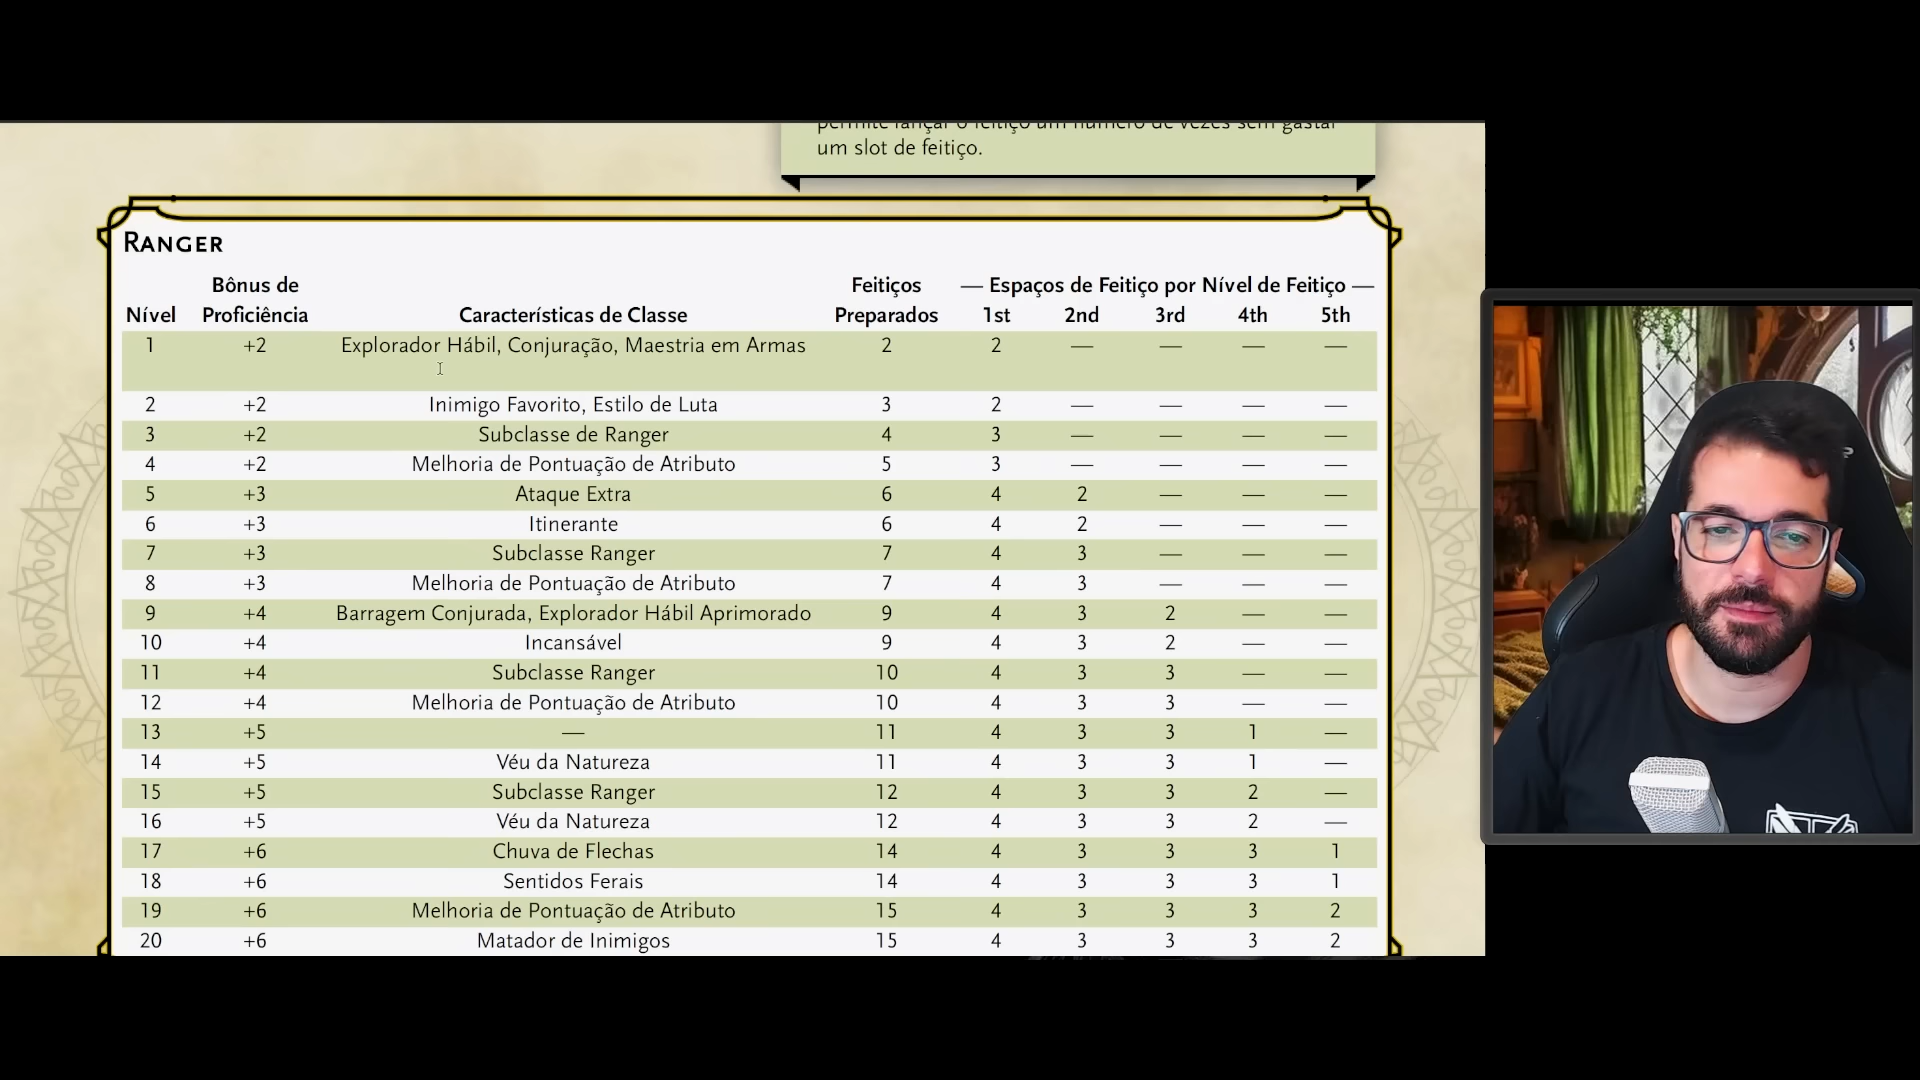 permite lançar o feitiço um número de vezes sem gastar
um slot de feitiço.
RANGER
Bônus de Feitiços — Espaços de Feitiço por Nível de Feitiço —
Nível Proficiência Características de Classe Preparados 1st 2nd 3rd 4th 5th
1 +2 Explorador Hábil, Conjuração, Maestria em Armas 2 2 — — — —
2 +2 Inimigo Favorito, Estilo de Luta 3 2 — — — —
3 +2 Subclasse de Ranger 4 3 — — — —
4 +2 Melhoria de Pontuação de Atributo 5 3 — — — —
5 +3 Ataque Extra 6 4 2 — — —
6 +3 Itinerante 6 4 2 — — —
7 +3 Subclasse Ranger 7 4 3 — — —
8 +3 Melhoria de Pontuação de Atributo 7 4 3 — — —
9 +4 Barragem Conjurada, Explorador Hábil Aprimorado 9 4 3 2 — —
10 +4 Incansável 9 4 3 2 — —
11 +4 Subclasse Ranger 10 4 3 3 — —
12 +4 Melhoria de Pontuação de Atributo 10 4 3 3 — —
13 +5 — 11 4 3 3 1 —
14 +5 Véu da Natureza 11 4 3 3 1 —
15 +5 Subclasse Ranger 12 4 3 3 2 —
16 +5 Véu da Natureza 12 4 3 3 2 —
17 +6 Chuva de Flechas 14 4 3 3 3 1
18 +6 Sentidos Ferais 14 4 3 3 3 1
19 +6 Melhoria de Pontuação de Atributo 15 4 3 3 3 2
20 +6 Matador de Inimigos 15 4 3 3 3 2